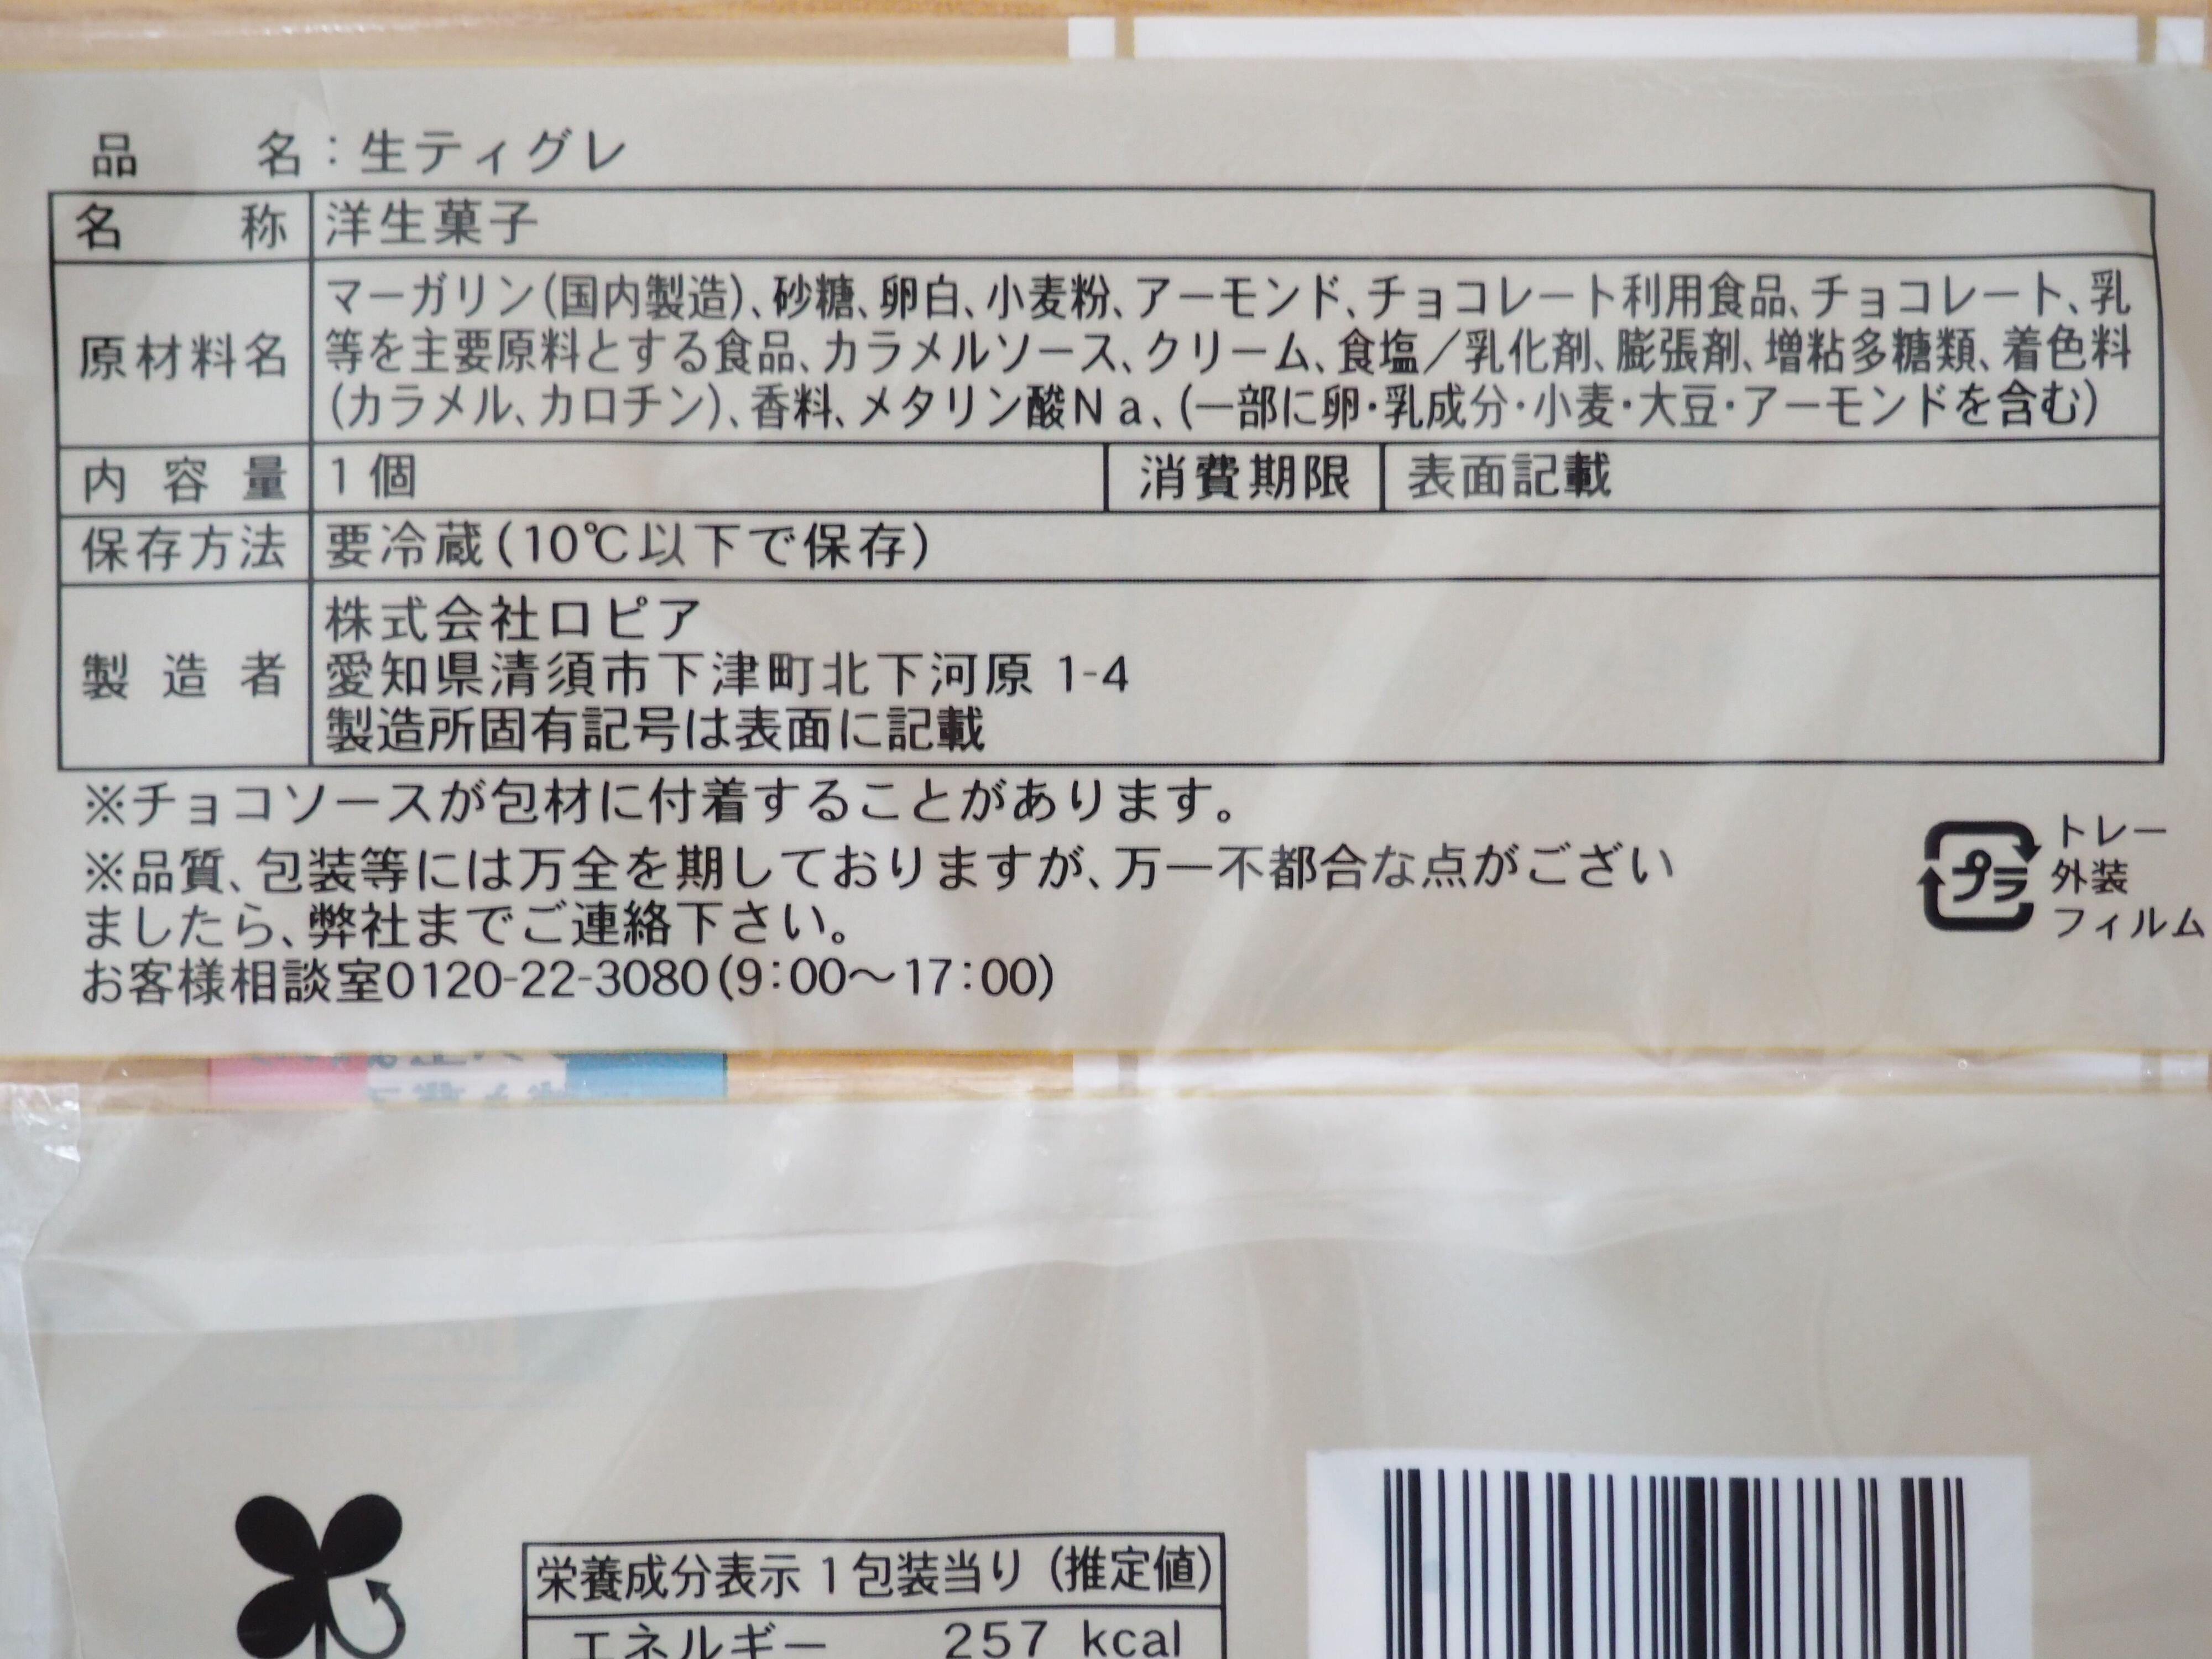 品名：生ティグレ
名称 洋生菓子
原材料名 マーガリン(国内製造)、砂糖、卵白、小麦粉、アーモンド、チョコレート利用食品、チョコレート、乳
等を主要原料とする食品、カラメルソース、クリーム、食塩／乳化剤、膨張剤、増粘多糖類、着色料
(カラメル、カロチン)、香料、メタリン酸Ｎａ、(一部に卵・乳成分・小麦・大豆・アーモンドを含む)
内容量 1個 消費期限 表面記載
保存方法 要冷蔵(10℃以下で保存)
製造者 株式会社ロピア
愛知県清須市下津町北下河原 1-4
製造所固有記号は表面に記載
※チョコソースが包材に付着することがあります。
※品質、包装等には万全を期しておりますが、万一不都合な点がござい
ましたら、弊社までご連絡下さい。
お客様相談室0120-22-3080(9:00〜17:00)
プラ
トレー
外装
フィルム
栄養成分表示 1包装当り (推定値)
エネルギー 257 kcal